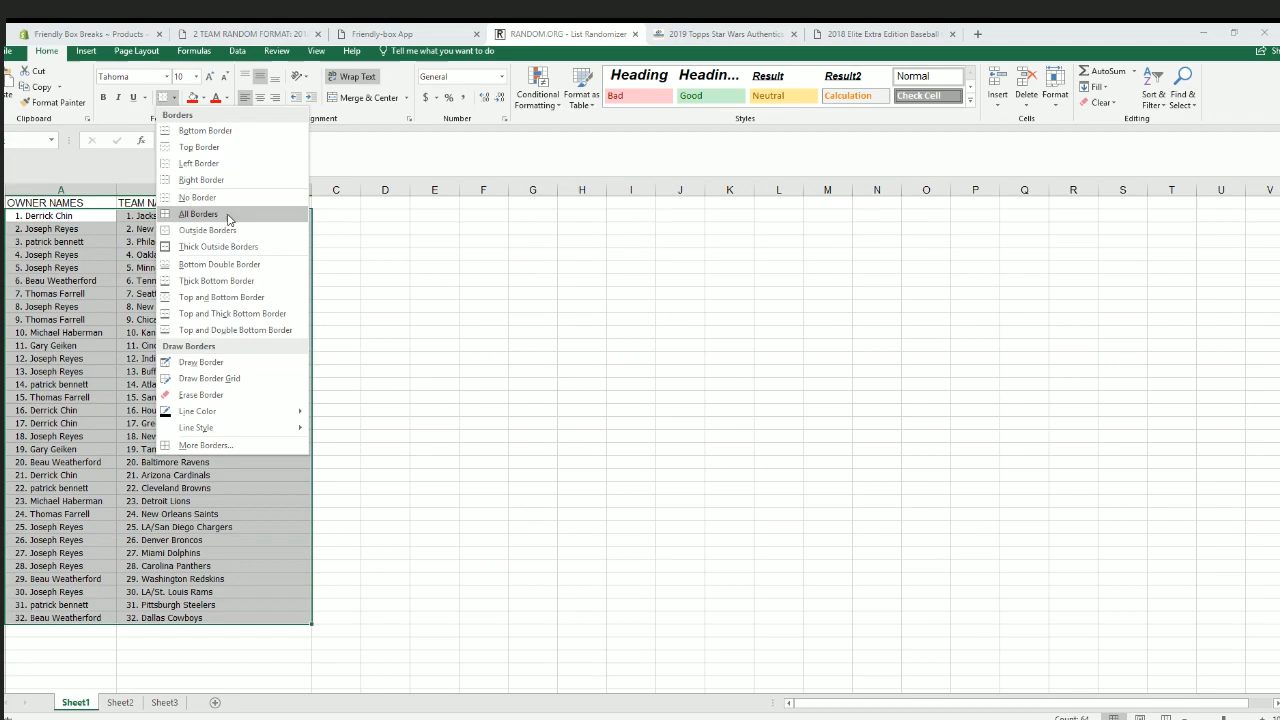 Friendly Box Breaks ~ Products - × 2 TEAM RANDOM FORMAT: 201 × Friendly-box App × RANDOM.ORG - List Randomizer × 2019 Topps Star Wars Authentic × 2018 Elite Extra Edition Baseball × +
Home Insert Page Layout Formulas Data Review View Help Tell me what you want to do
Cut
Copy
Format Painter
Clipboard
Tahoma 10
B I U
Wrap Text
Merge & Center
General
$ % ,
Number
Conditional Formatting
Format as Table
Heading Headin... Result Result2 Normal
Bad Good Neutral Calculation Check Cell
Styles
Insert Delete Format
Cells
AutoSum
Fill
Clear
Sort & Filter
Find & Select
Editing
fx
Borders
Bottom Border
Top Border
Left Border
Right Border
No Border
All Borders
Outside Borders
Thick Outside Borders
Bottom Double Border
Thick Bottom Border
Top and Bottom Border
Top and Thick Bottom Border
Top and Double Bottom Border
Draw Borders
Draw Border
Draw Border Grid
Erase Border
Line Color
Line Style
More Borders...
A C D E F G H I J K L M N O P Q R S T U V
OWNER NAMES TEAM NA
1. Derrick Chin 1. Jacks
2. Joseph Reyes 2. New
3. patrick bennett 3. Phila
4. Joseph Reyes 4. Oakla
5. Joseph Reyes 5. Minn
6. Beau Weatherford 6. Tenn
7. Thomas Farrell 7. Seatt
8. Joseph Reyes 8. New
9. Thomas Farrell 9. Chica
10. Michael Haberman 10. Kan
11. Gary Geiken 11. Cinc
12. Joseph Reyes 12. Indi
13. Joseph Reyes 13. Buff
14. patrick bennett 14. Atla
15. Thomas Farrell 15. San
16. Derrick Chin 16. Hou
17. Derrick Chin 17. Gre
18. Joseph Reyes 18. New
19. Gary Geiken 19. Tan
20. Beau Weatherford 20. Baltimore Ravens
21. Derrick Chin 21. Arizona Cardinals
22. patrick bennett 22. Cleveland Browns
23. Michael Haberman 23. Detroit Lions
24. Thomas Farrell 24. New Orleans Saints
25. Joseph Reyes 25. LA/San Diego Chargers
26. Joseph Reyes 26. Denver Broncos
27. Joseph Reyes 27. Miami Dolphins
28. Joseph Reyes 28. Carolina Panthers
29. Beau Weatherford 29. Washington Redskins
30. Joseph Reyes 30. LA/St. Louis Rams
31. patrick bennett 31. Pittsburgh Steelers
32. Beau Weatherford 32. Dallas Cowboys
Sheet1 Sheet2 Sheet3
Count: 64